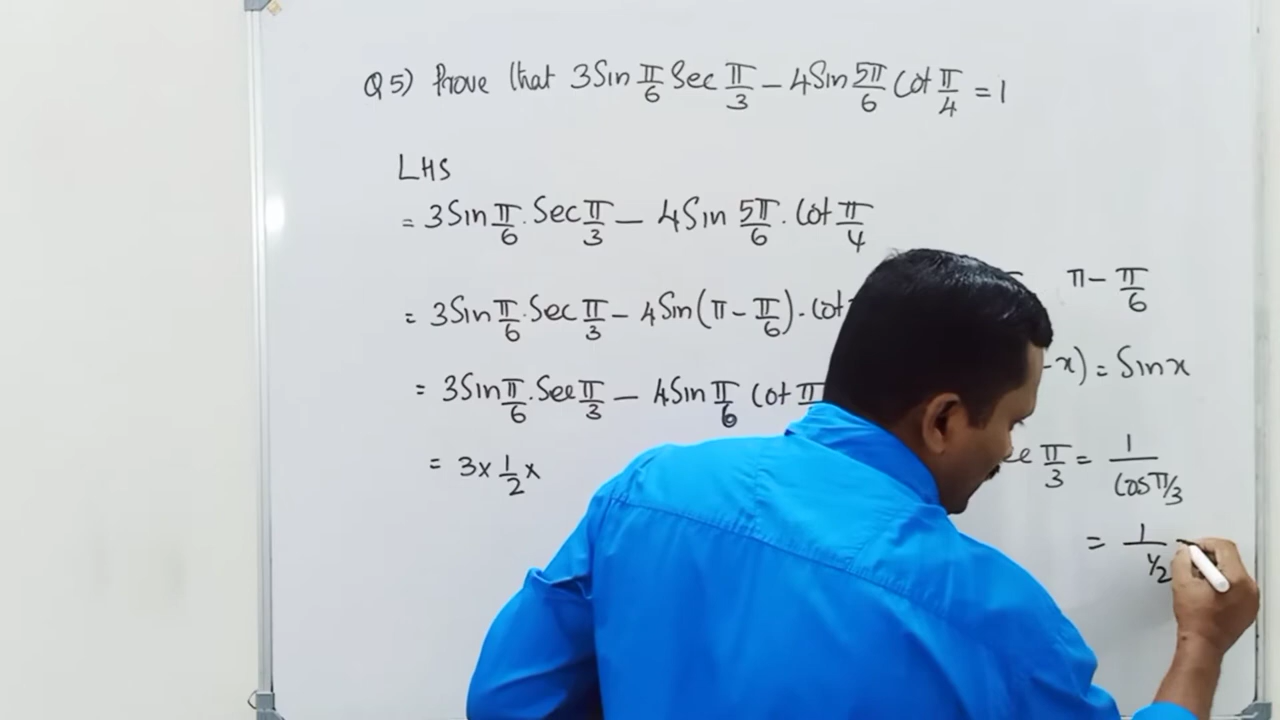 Q5) Prove that 3Sin π/6 Sec π/3 - 4Sin 5π/6 Cot π/4 = 1
LHS
= 3Sin π/6 . Sec π/3 - 4Sin 5π/6 . Cot π/4
π - π/6
= 3Sin π/6 . Sec π/3 - 4Sin(π - π/6) . Cot
-x) = Sinx
= 3Sin π/6 . Sec π/3 - 4Sin π/6 Cot π
π/3 = 1/Cosπ/3
= 3x 1/2 x
= 1/1/2